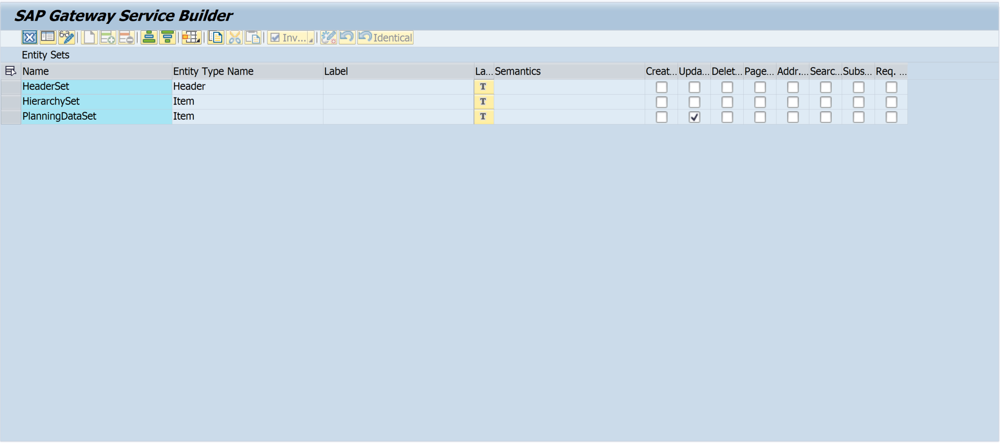 SAP Gateway Service Builder
Inv... Identical
Entity Sets
Name Entity Type Name Label La... Semantics Creat... Upda... Delet... Page... Addr.... Searc... Subs... Req. ...
HeaderSet Header T
HierarchySet Item T
PlanningDataSet Item T